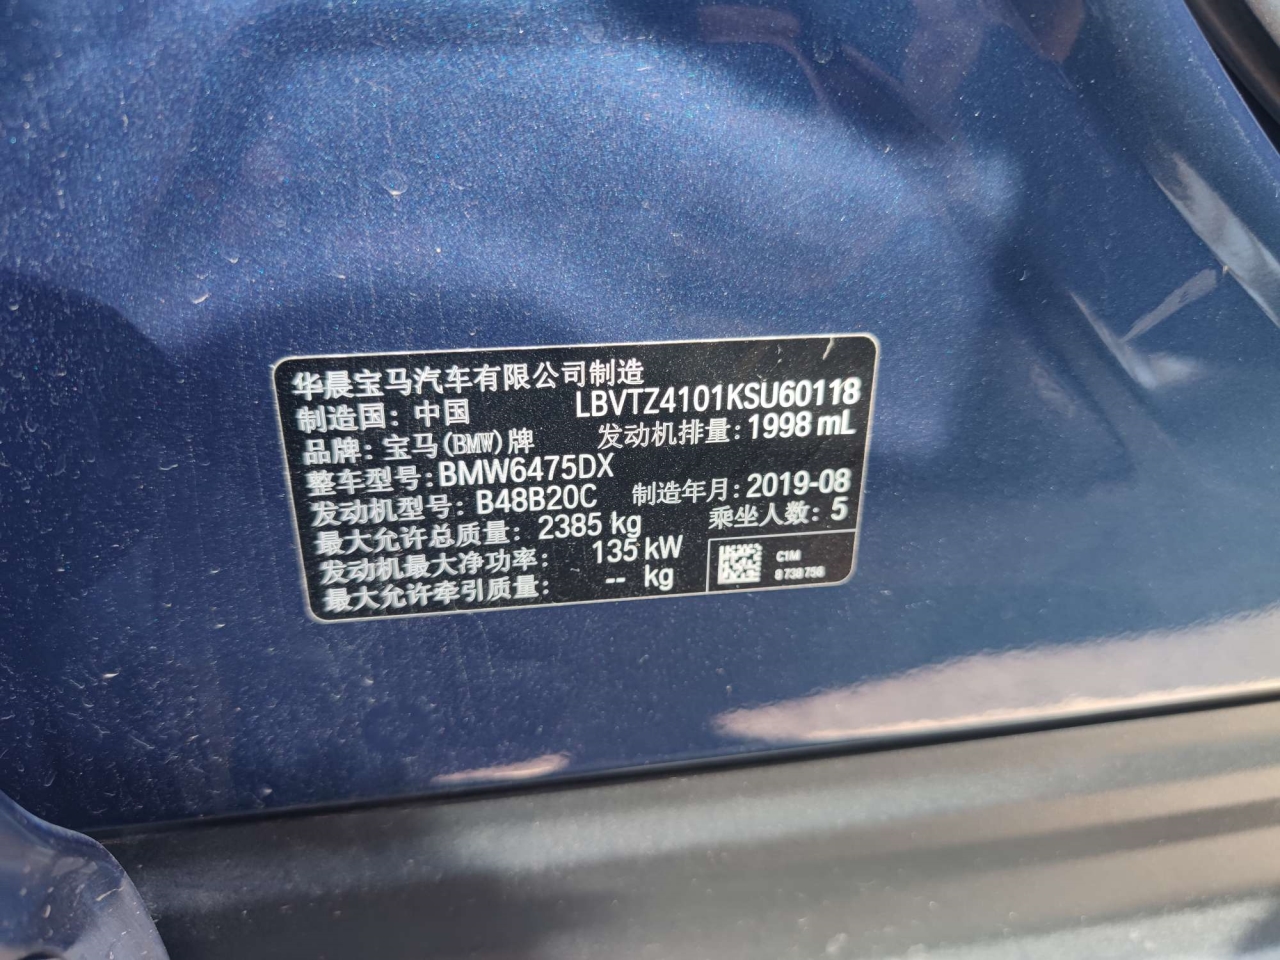 华晨宝马汽车有限公司制造
制造国：中国 LBVTZ4101KSU60118
品牌：宝马(BMW)牌 发动机排量：1998 mL
整车型号：BMW6475DX
发动机型号：B48B20C 制造年月：2019-08
最大允许总质量：2385 kg 乘坐人数：5
发动机最大净功率：135 kW
最大允许牵引质量：-- kg
C1M
8 738 756